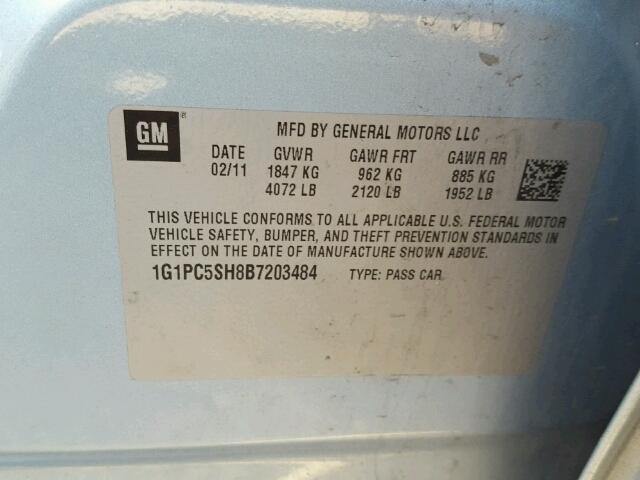 GM
MFD BY GENERAL MOTORS LLC
DATE GVWR GAWR FRT GAWR RR
02/11 1847 KG 962 KG 885 KG
4072 LB 2120 LB 1952 LB
THIS VEHICLE CONFORMS TO ALL APPLICABLE U.S. FEDERAL MOTOR
VEHICLE SAFETY, BUMPER, AND THEFT PREVENTION STANDARDS IN
EFFECT ON THE DATE OF MANUFACTURE SHOWN ABOVE.
1G1PC5SH8B7203484 TYPE: PASS CAR